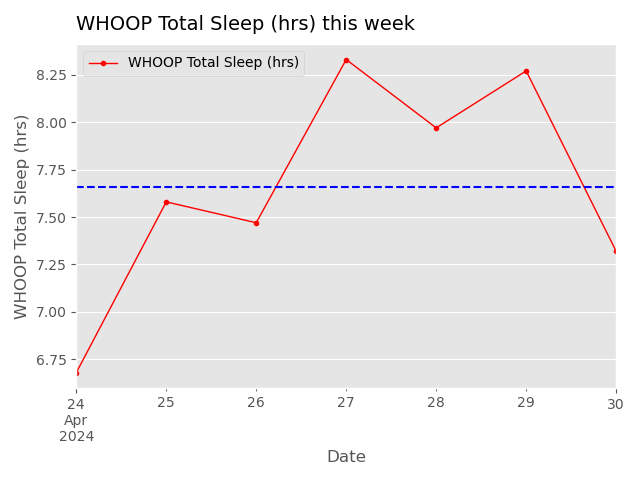 WHOOP Total Sleep (hrs) this week
WHOOP Total Sleep (hrs)
WHOOP Total Sleep (hrs)
8.25
8.00
7.75
7.50
7.25
7.00
6.75
24 25 26 27 28 29 30
Apr
2024
Date